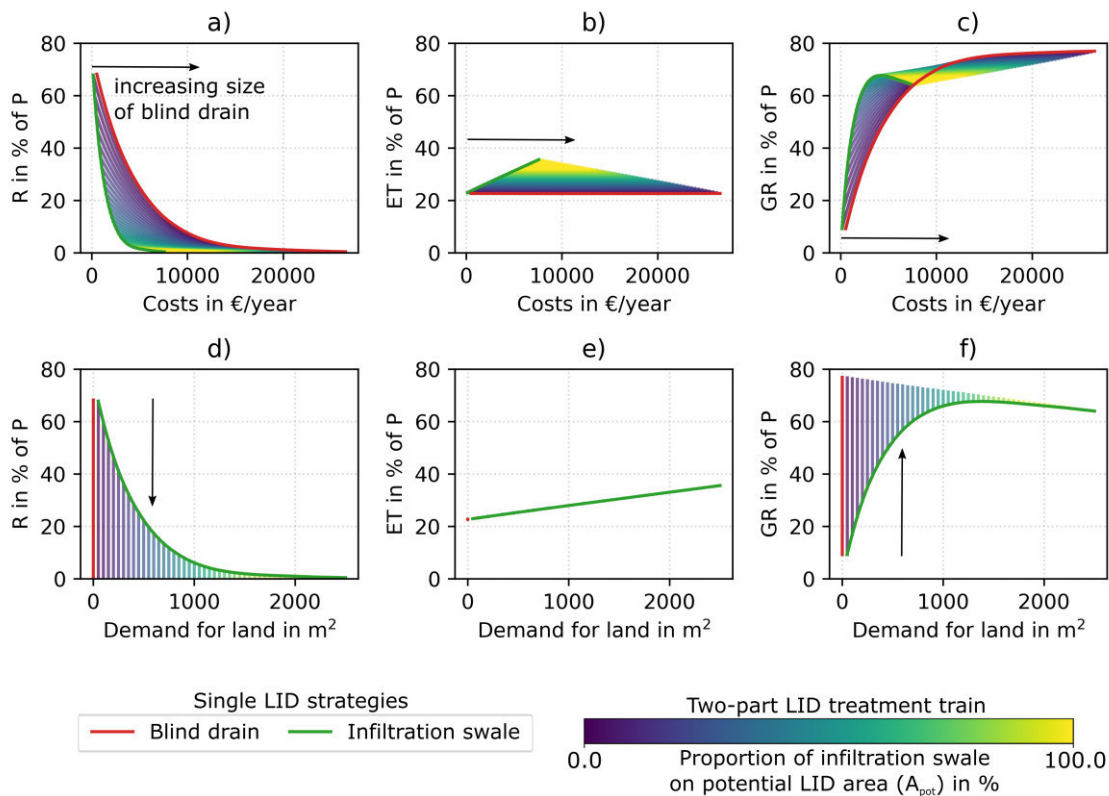 a)
b)
c)
R in % of P
80
60
40
20
0
increasing size
of blind drain
0
10000
20000
Costs in €/year
ET in % of P
80
60
40
20
0
0
10000
20000
Costs in €/year
GR in % of P
80
60
40
20
0
0
10000
20000
Costs in €/year
d)
e)
f)
R in % of P
80
60
40
20
0
0
1000
2000
Demand for land in m²
ET in % of P
80
60
40
20
0
0
1000
2000
Demand for land in m²
GR in % of P
80
60
40
20
0
0
1000
2000
Demand for land in m²
Single LID strategies
Blind drain
Infiltration swale
Two-part LID treatment train
0.0
100.0
Proportion of infiltration swale
on potential LID area (Apot) in %